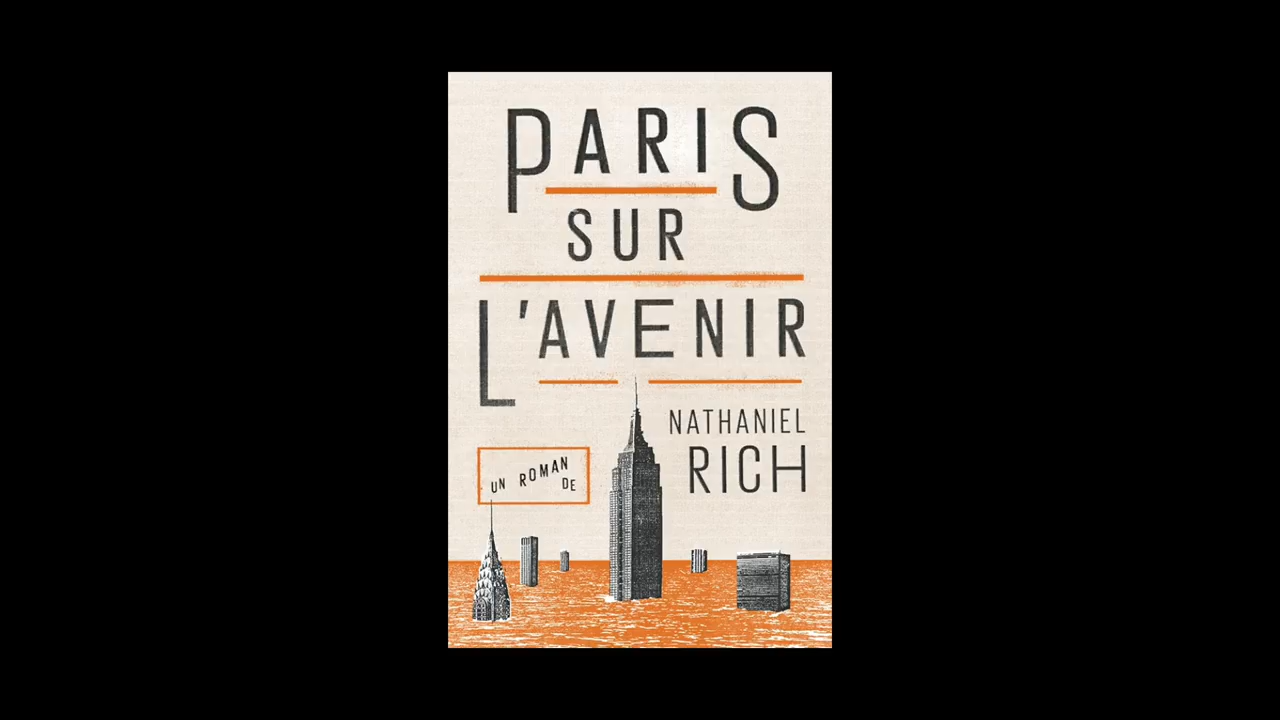 PARIS
SUR
L'AVENIR
NATHANIEL
RICH
UN ROMAN
DE